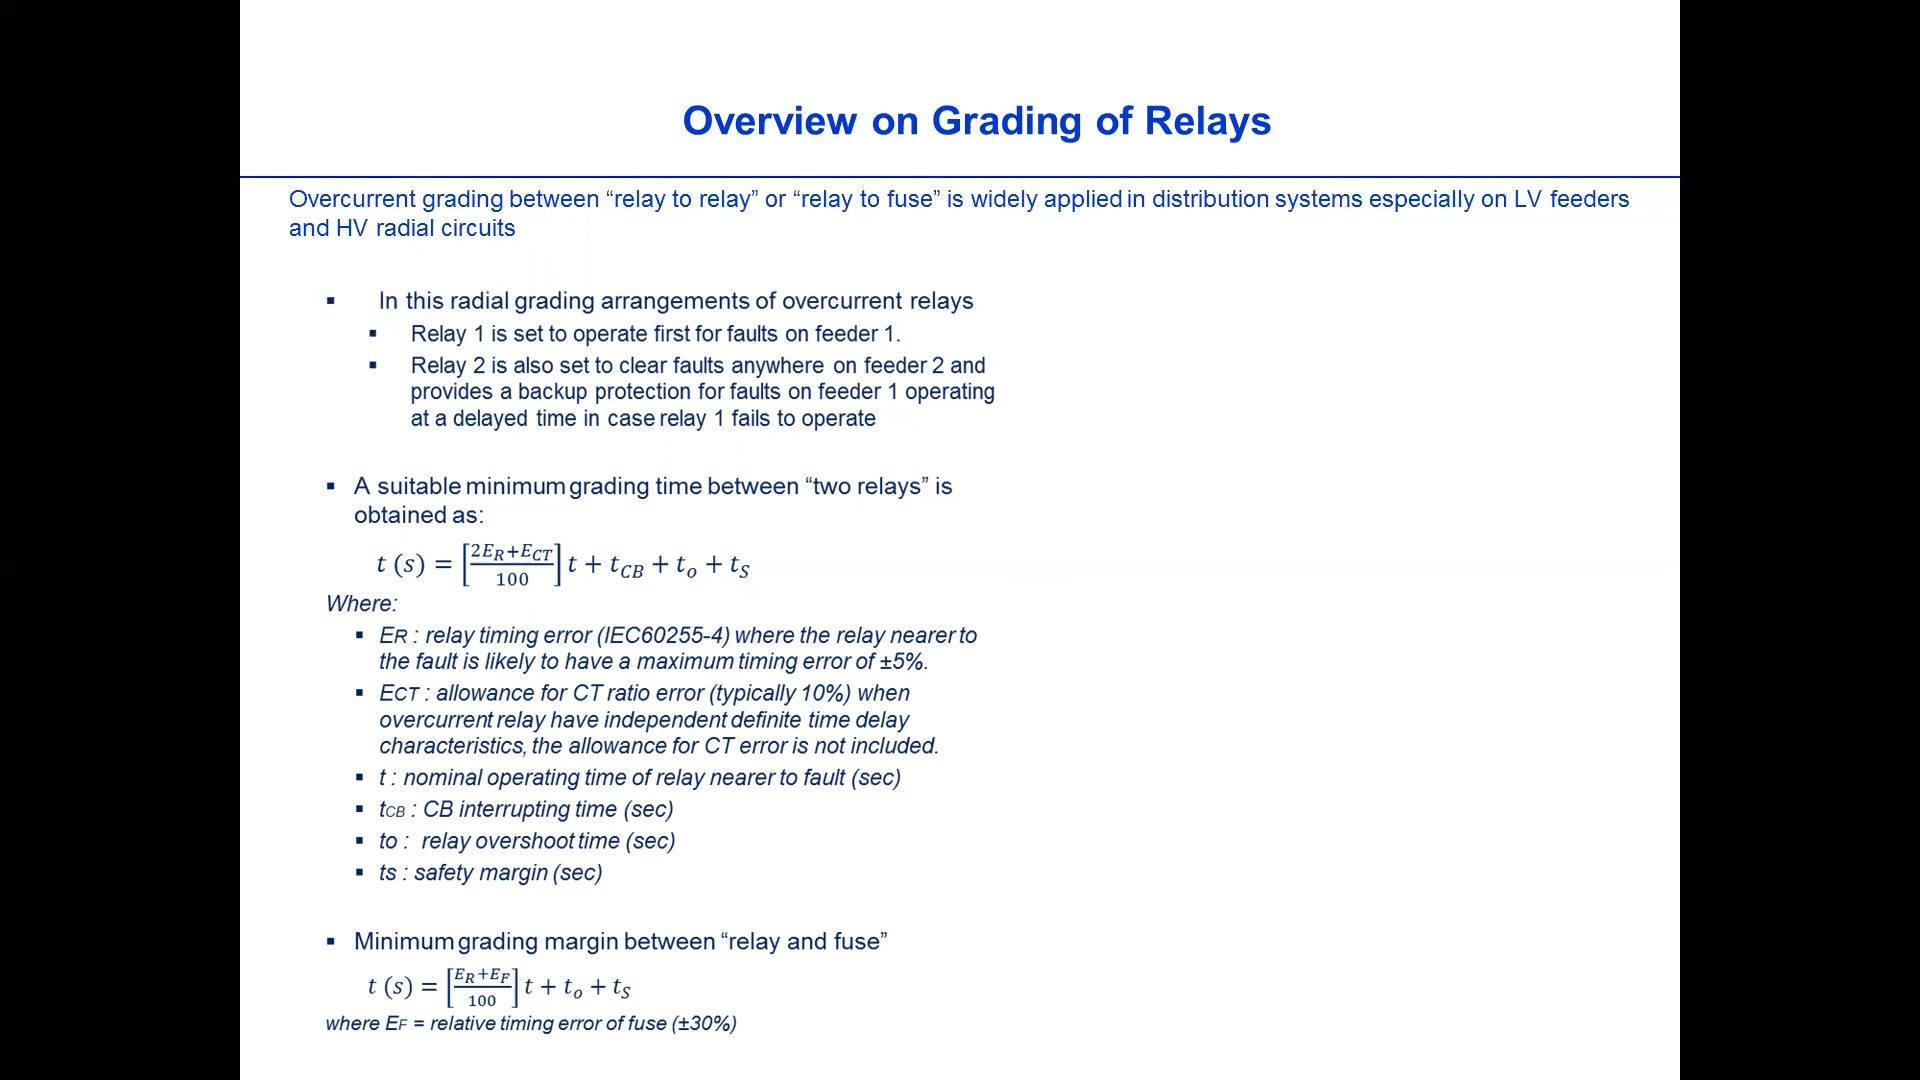 Overview on Grading of Relays
Overcurrent grading between “relay to relay” or “relay to fuse” is widely applied in distribution systems especially on LV feeders
and HV radial circuits
▪ In this radial grading arrangements of overcurrent relays
▪ Relay 1 is set to operate first for faults on feeder 1.
▪ Relay 2 is also set to clear faults anywhere on feeder 2 and
provides a backup protection for faults on feeder 1 operating
at a delayed time in case relay 1 fails to operate
▪ A suitable minimum grading time between “two relays” is
obtained as:
t (s) = [(2E_R+E_CT)/100] t + t_CB + t_o + t_S
Where:
▪ ER : relay timing error (IEC60255-4) where the relay nearer to
the fault is likely to have a maximum timing error of ±5%.
▪ ECT : allowance for CT ratio error (typically 10%) when
overcurrent relay have independent definite time delay
characteristics, the allowance for CT error is not included.
▪ t : nominal operating time of relay nearer to fault (sec)
▪ tCB : CB interrupting time (sec)
▪ to : relay overshoot time (sec)
▪ ts : safety margin (sec)
▪ Minimum grading margin between “relay and fuse”
t (s) = [(E_R+E_F)/100] t + t_o + t_S
where EF = relative timing error of fuse (±30%)